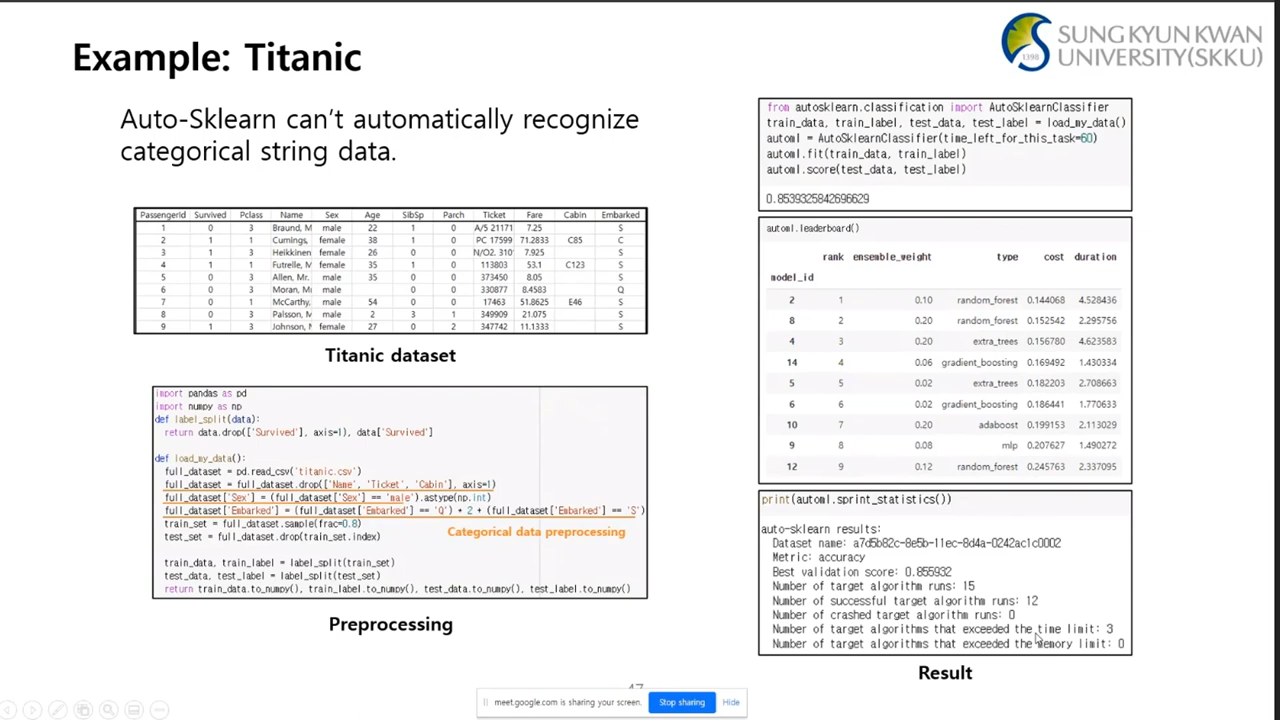 Example: Titanic
SUNG KYUN KWAN
UNIVERSITY(SKKU)
1398
Auto-Sklearn can't automatically recognize
categorical string data.
PassengerId Survived Pclass Name Sex Age SibSp Parch Ticket Fare Cabin Embarked
1 0 3 Braund, M male 22 1 0 A/5 21171 7.25 S
2 1 1 Cumings, female 38 1 0 PC 17599 71.2833 C85 C
3 1 3 Heikkinen female 26 0 0 N/O2. 310 7.925 S
4 1 1 Futrelle, M female 35 1 0 113803 53.1 C123 S
5 0 3 Allen, Mr. male 35 0 0 373450 8.05 S
6 0 3 Moran, Mi male 0 0 330877 8.4583 Q
7 0 1 McCarthy, male 54 0 0 17463 51.8625 E46 S
8 0 3 Palsson, M male 2 3 1 349909 21.075 S
9 1 3 Johnson, M female 27 0 2 347742 11.1333 S
Titanic dataset
import pandas as pd
import numpy as np
def label_split(data):
return data.drop(['Survived'], axis=1), data['Survived']
def load_my_data():
full_dataset = pd.read_csv('titanic.csv')
full_dataset = full_dataset.drop(['Name', 'Ticket', 'Cabin'], axis=1)
full_dataset['Sex'] = (full_dataset['Sex'] == 'male').astype(np.int)
full_dataset['Embarked'] = (full_dataset['Embarked'] == 'Q') * 2 + (full_dataset['Embarked'] == 'S')
train_set = full_dataset.sample(frac=0.8)
test_set = full_dataset.drop(train_set.index)
Categorical data preprocessing
train_data, train_label = label_split(train_set)
test_data, test_label = label_split(test_set)
return train_data.to_numpy(), train_label.to_numpy(), test_data.to_numpy(), test_label.to_numpy()
Preprocessing
from autosklearn.classification import AutoSklearnClassifier
train_data, train_label, test_data, test_label = load_my_data()
automl = AutoSklearnClassifier(time_left_for_this_task=60)
automl.fit(train_data, train_label)
automl.score(test_data, test_label)
0.8539325842696629
automl.leaderboard()
rank ensemble_weight type cost duration
model_id
2 1 0.10 random_forest 0.144068 4.528436
8 2 0.20 random_forest 0.152542 2.295756
4 3 0.20 extra_trees 0.156780 4.623583
14 4 0.06 gradient_boosting 0.169492 1.430334
5 5 0.02 extra_trees 0.182203 2.708663
6 6 0.02 gradient_boosting 0.186441 1.770633
10 7 0.20 adaboost 0.199153 2.113029
9 8 0.08 mlp 0.207627 1.490272
12 9 0.12 random_forest 0.245763 2.337095
print(automl.sprint_statistics())
auto-sklearn results:
Dataset name: a7d5b82c-8e5b-11ec-8d4a-0242ac1c0002
Metric: accuracy
Best validation score: 0.855932
Number of target algorithm runs: 15
Number of successful target algorithm runs: 12
Number of crashed target algorithm runs: 0
Number of target algorithms that exceeded the time limit: 3
Number of target algorithms that exceeded the memory limit: 0
Result
meet.google.com is sharing your screen.
Stop sharing
Hide